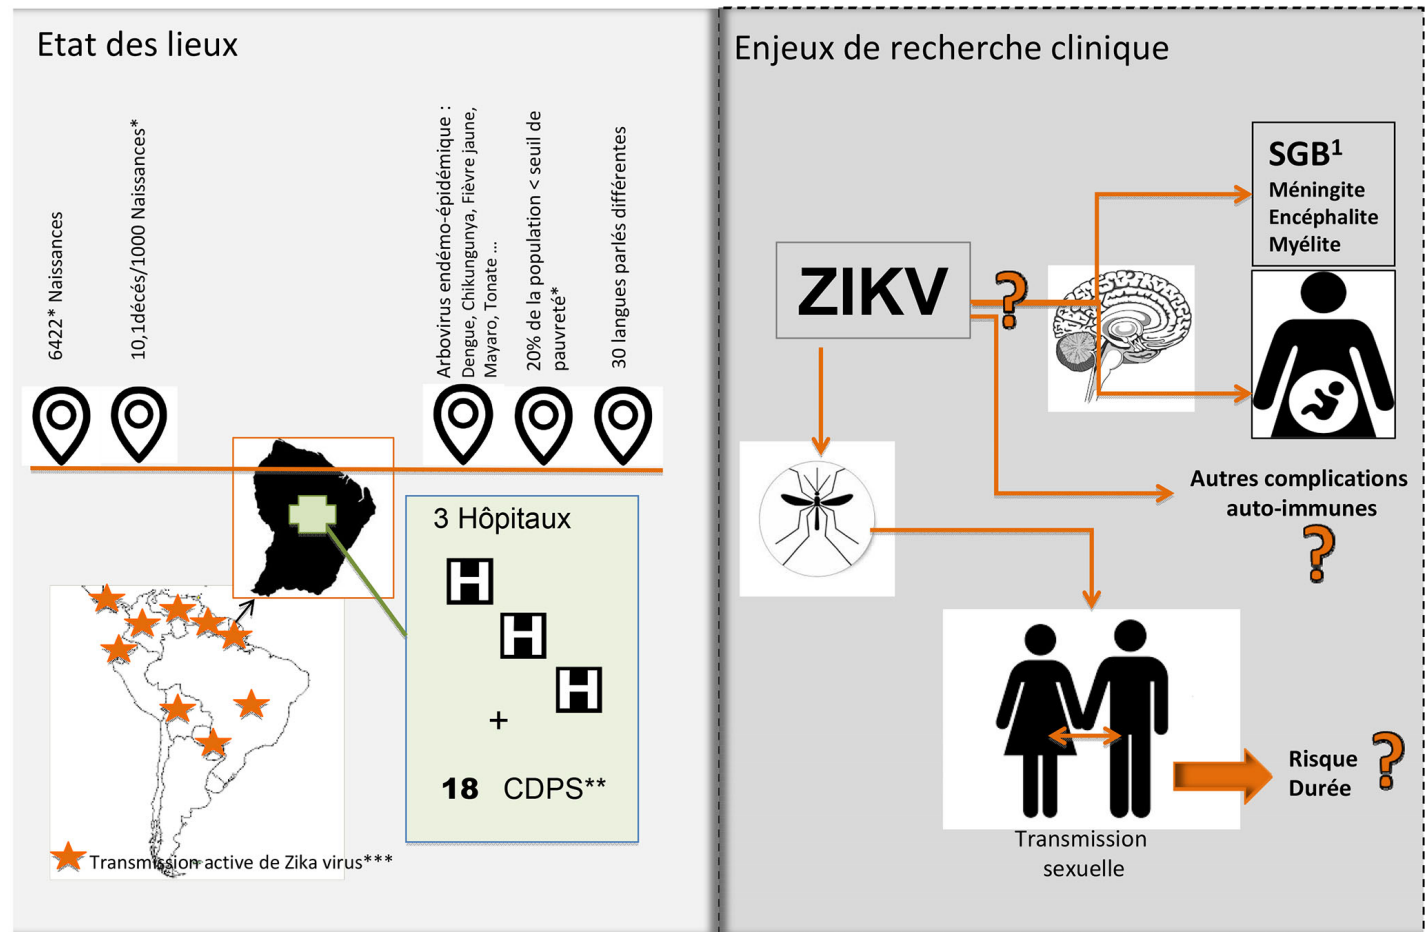 Etat des lieux
6422* Naissances
10,1décés/1000 Naissances*
Arbovirus endémo-épidémique :
Dengue, Chikungunya, Fièvre jaune,
Mayaro, Tonate ...
20% de la population < seuil de
pauvreté*
30 langues parlés différentes
3 Hôpitaux
H
H
H
+
18 CDPS**
Transmission active de Zika virus***
Enjeux de recherche clinique
ZIKV
?
SGB¹
Méningite
Encéphalite
Myélite
Autres complications
auto-immunes
?
Transmission
sexuelle
Risque
Durée
?